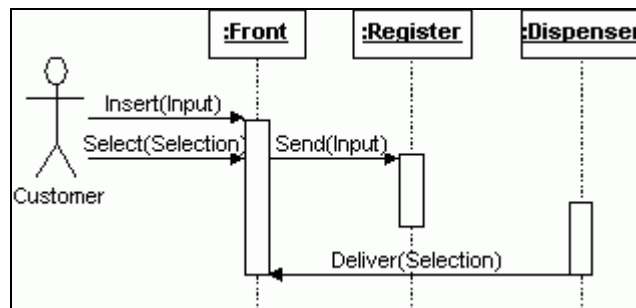 :Front :Register :Dispenser
Insert(Input)
Select(Selection) Send(Input)
Customer
Deliver(Selection)